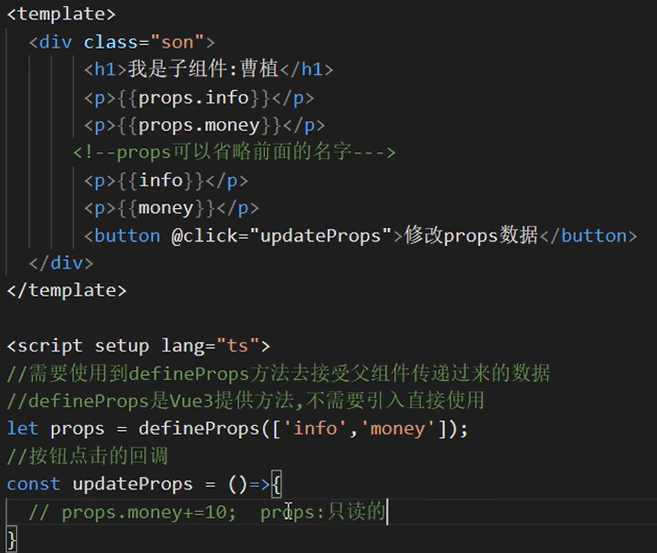 <template>
<div class="son">
<h1>我是子组件:曹植</h1>
<p>{{props.info}}</p>
<p>{{props.money}}</p>
<!--props可以省略前面的名字--->
<p>{{info}}</p>
<p>{{money}}</p>
<button @click="updateProps">修改props数据</button>
</div>
</template>
<script setup lang="ts">
//需要使用到defineProps方法去接受父组件传递过来的数据
//defineProps是Vue3提供方法,不需要引入直接使用
let props = defineProps(['info','money']);
//按钮点击的回调
const updateProps = ()=>{
// props.money+=10;  props:只读的
}